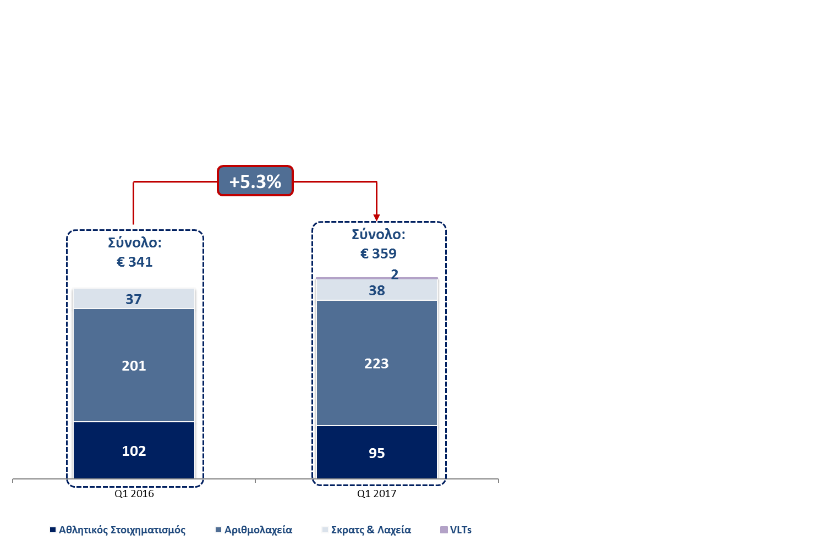 +5.3%
Σύνολο:
€ 341
Σύνολο:
€ 359
2
37
38
201
223
102
95
Q1 2016
Q1 2017
Αθλητικός Στοιχηματισμός
Αριθμολαχεία
Σκρατς & Λαχεία
VLTs